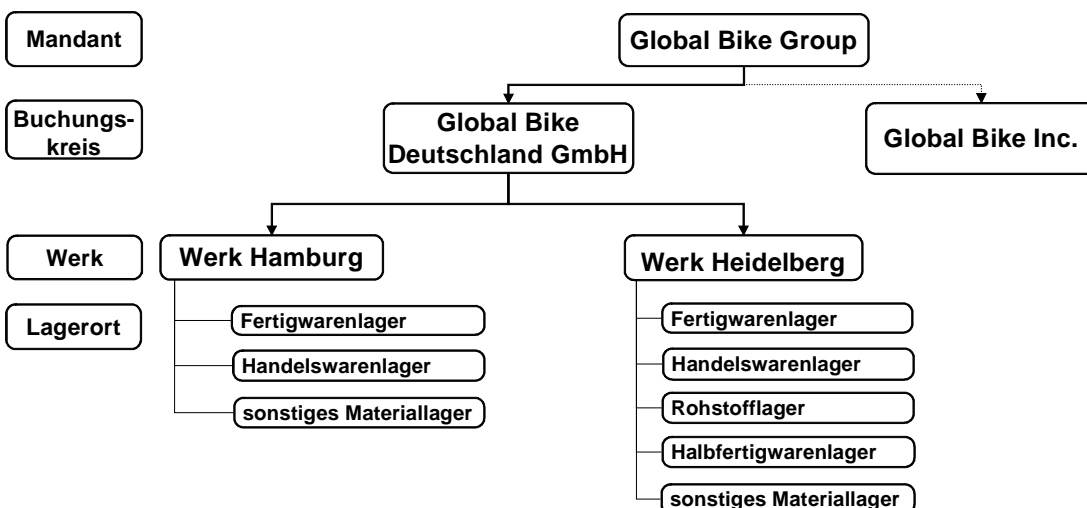 Mandant
Global Bike Group
Buchungs-
kreis
Global Bike
Deutschland GmbH
Global Bike Inc.
Werk
Werk Hamburg
Werk Heidelberg
Lagerort
Fertigwarenlager
Handelswarenlager
sonstiges Materiallager
Fertigwarenlager
Handelswarenlager
Rohstofflager
Halbfertigwarenlager
sonstiges Materiallager